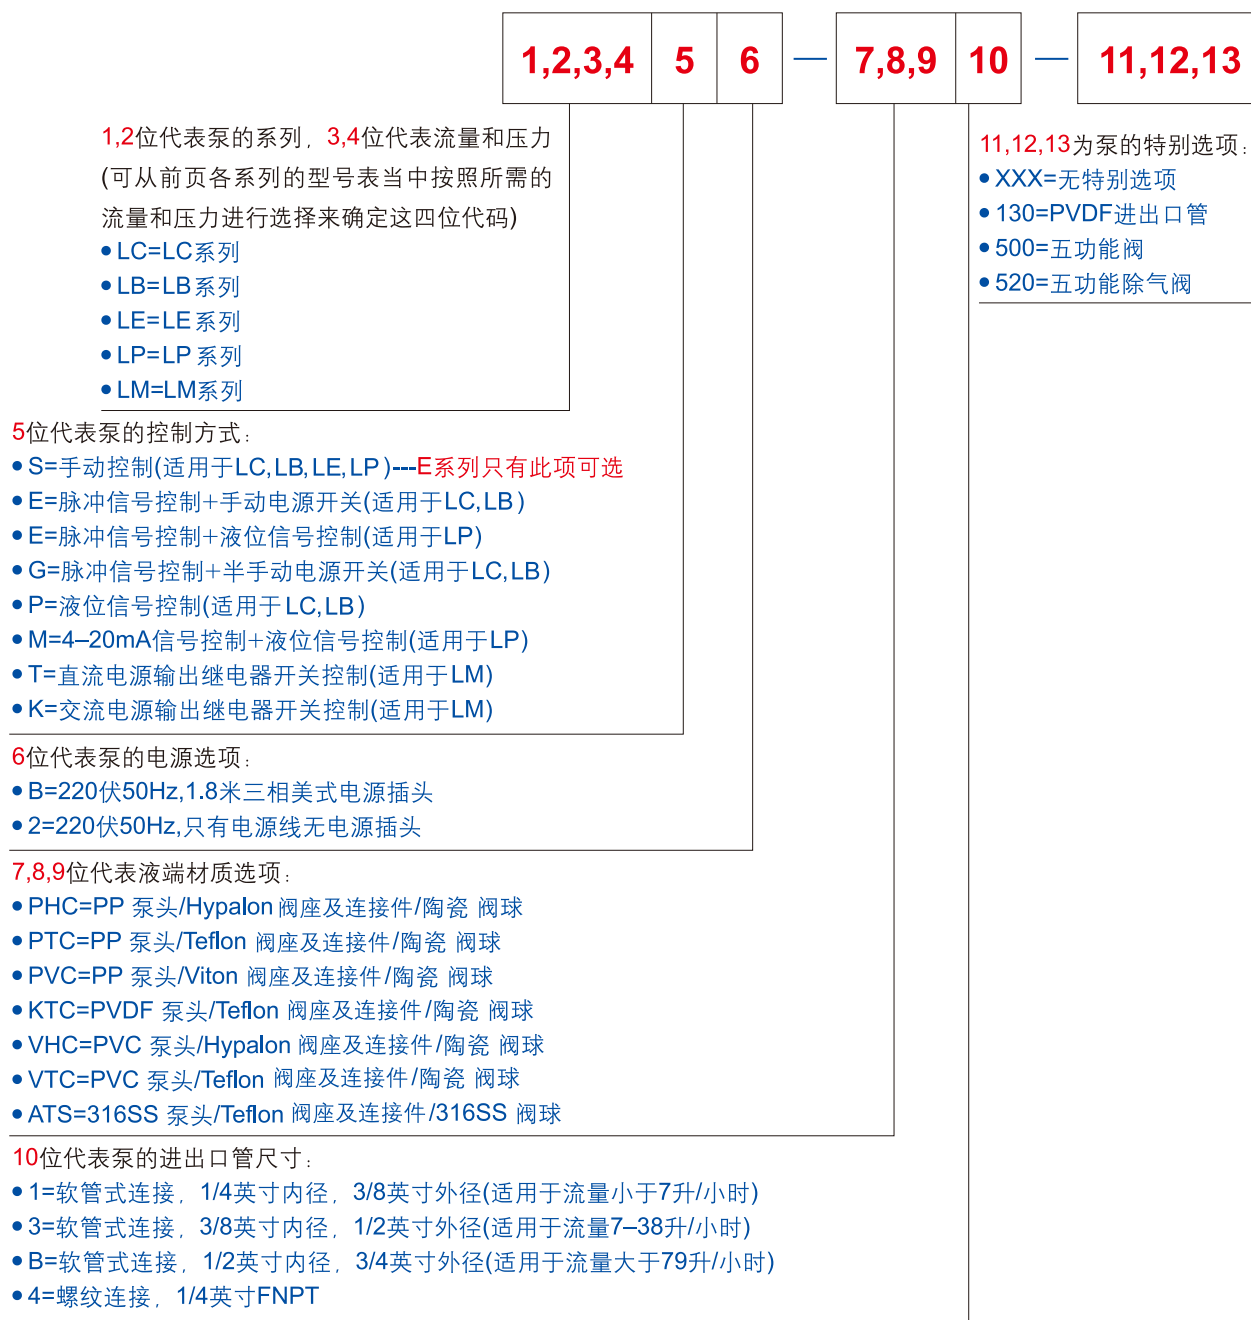 1,2,3,4 5 6 — 7,8,9 10 — 11,12,13
1,2位代表泵的系列，3,4位代表流量和压力
(可从前页各系列的型号表当中按照所需的
流量和压力进行选择来确定这四位代码)
●LC=LC系列
●LB=LB系列
●LE=LE系列
●LP=LP 系列
●LM=LM系列
11,12,13为泵的特别选项:
●XXX=无特别选项
●130=PVDF进出口管
●500=五功能阀
●520=五功能除气阀
5位代表泵的控制方式:
●S=手动控制(适用于LC,LB,LE,LP)---E系列只有此项可选
●E=脉冲信号控制+手动电源开关(适用于LC,LB)
●E=脉冲信号控制+液位信号控制(适用于LP)
●G=脉冲信号控制+半手动电源开关(适用于LC,LB)
●P=液位信号控制(适用于LC,LB)
●M=4–20mA信号控制+液位信号控制(适用于LP)
●T=直流电源输出继电器开关控制(适用于LM)
●K=交流电源输出继电器开关控制(适用于LM)
6位代表泵的电源选项:
●B=220伏50Hz,1.8米三相美式电源插头
●2=220伏50Hz,只有电源线无电源插头
7,8,9位代表液端材质选项:
●PHC=PP 泵头/Hypalon 阀座及连接件/陶瓷 阀球
●PTC=PP 泵头/Teflon 阀座及连接件/陶瓷 阀球
●PVC=PP 泵头/Viton 阀座及连接件/陶瓷 阀球
●KTC=PVDF 泵头/Teflon 阀座及连接件/陶瓷 阀球
●VHC=PVC 泵头/Hypalon 阀座及连接件/陶瓷 阀球
●VTC=PVC 泵头/Teflon 阀座及连接件/陶瓷 阀球
●ATS=316SS 泵头/Teflon 阀座及连接件/316SS 阀球
10位代表泵的进出口管尺寸:
●1=软管式连接，1/4英寸内径，3/8英寸外径(适用于流量小于7升/小时)
●3=软管式连接，3/8英寸内径，1/2英寸外径(适用于流量7–38升/小时)
●B=软管式连接，1/2英寸内径，3/4英寸外径(适用于流量大于79升/小时)
●4=螺纹连接，1/4英寸FNPT